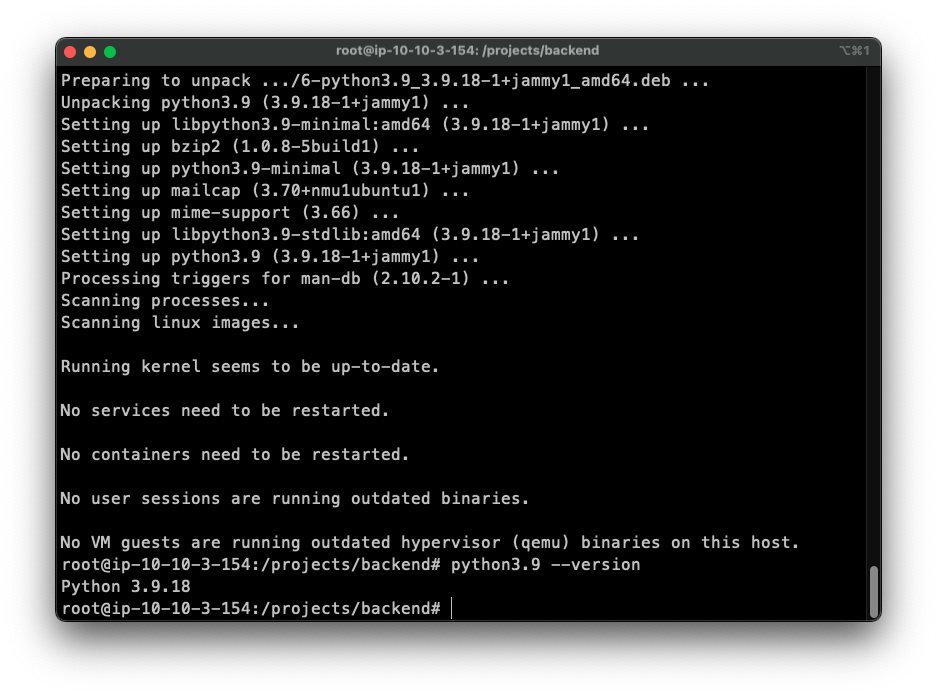 root@ip-10-10-3-154: /projects/backend
⌥⌘1
Preparing to unpack .../6-python3.9_3.9.18-1+jammy1_amd64.deb ...
Unpacking python3.9 (3.9.18-1+jammy1) ...
Setting up libpython3.9-minimal:amd64 (3.9.18-1+jammy1) ...
Setting up bzip2 (1.0.8-5build1) ...
Setting up python3.9-minimal (3.9.18-1+jammy1) ...
Setting up mailcap (3.70+nmu1ubuntu1) ...
Setting up mime-support (3.66) ...
Setting up libpython3.9-stdlib:amd64 (3.9.18-1+jammy1) ...
Setting up python3.9 (3.9.18-1+jammy1) ...
Processing triggers for man-db (2.10.2-1) ...
Scanning processes...
Scanning linux images...
Running kernel seems to be up-to-date.
No services need to be restarted.
No containers need to be restarted.
No user sessions are running outdated binaries.
No VM guests are running outdated hypervisor (qemu) binaries on this host.
root@ip-10-10-3-154:/projects/backend# python3.9 --version
Python 3.9.18
root@ip-10-10-3-154:/projects/backend#